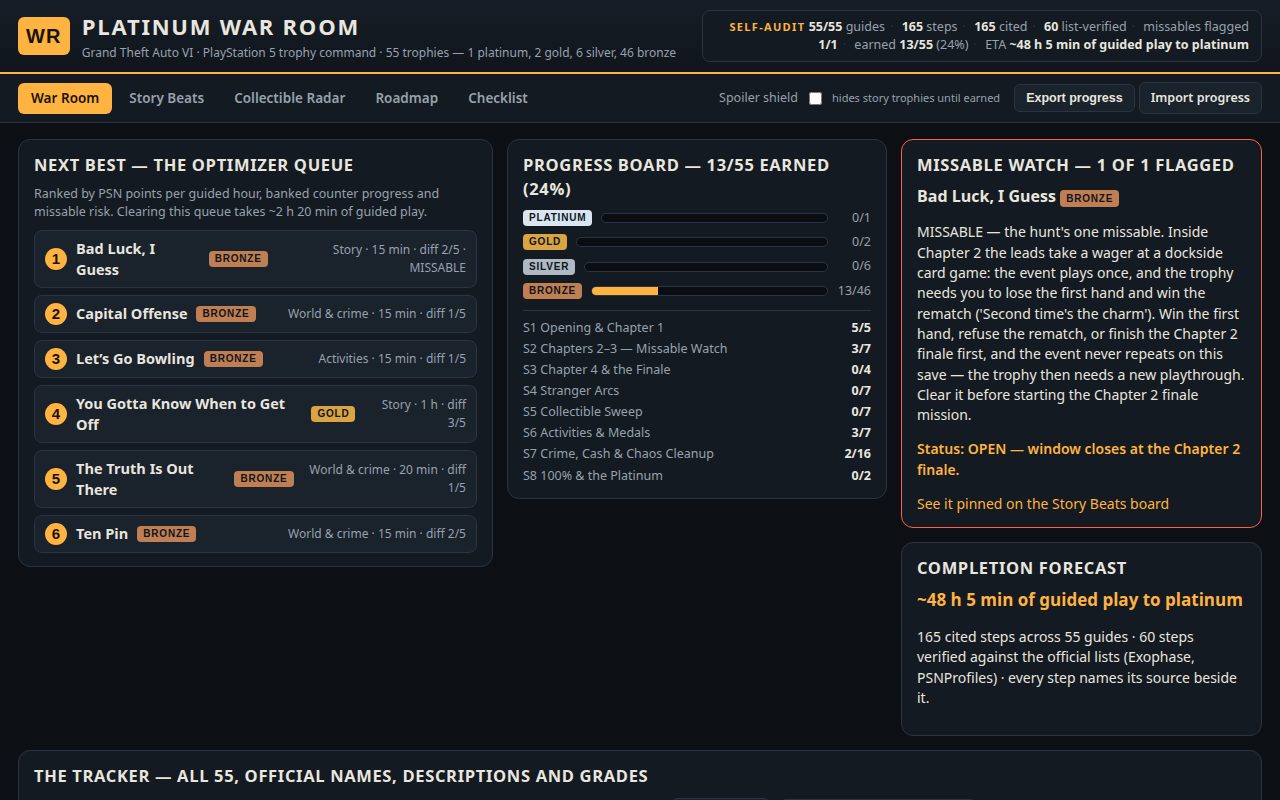 WR
PLATINUM WAR ROOM
Grand Theft Auto VI · PlayStation 5 trophy command · 55 trophies — 1 platinum, 2 gold, 6 silver, 46 bronze
SELF-AUDIT 55/55 guides · 165 steps · 165 cited · 60 list-verified · missables flagged
1/1 · earned 13/55 (24%) · ETA ~48 h 5 min of guided play to platinum
War Room
Story Beats
Collectible Radar
Roadmap
Checklist
Spoiler shield
hides story trophies until earned
Export progress
Import progress
NEXT BEST — THE OPTIMIZER QUEUE
Ranked by PSN points per guided hour, banked counter progress and
missable risk. Clearing this queue takes ~2 h 20 min of guided play.
1
Bad Luck, I
Guess
BRONZE
Story · 15 min · diff 2/5 ·
MISSABLE
2
Capital Offense
BRONZE
World & crime · 15 min · diff 1/5
3
Let’s Go Bowling
BRONZE
Activities · 15 min · diff 1/5
4
You Gotta Know When to Get
Off
GOLD
Story · 1 h · diff
3/5
5
The Truth Is Out
There
BRONZE
World & crime · 20 min · diff
1/5
6
Ten Pin
BRONZE
World & crime · 15 min · diff 2/5
PROGRESS BOARD — 13/55 EARNED
(24%)
PLATINUM
0/1
GOLD
0/2
SILVER
0/6
BRONZE
13/46
S1 Opening & Chapter 1
5/5
S2 Chapters 2–3 — Missable Watch
3/7
S3 Chapter 4 & the Finale
0/4
S4 Stranger Arcs
0/7
S5 Collectible Sweep
0/7
S6 Activities & Medals
3/7
S7 Crime, Cash & Chaos Cleanup
2/16
S8 100% & the Platinum
0/2
MISSABLE WATCH — 1 OF 1 FLAGGED
Bad Luck, I Guess BRONZE
MISSABLE — the hunt's one missable. Inside
Chapter 2 the leads take a wager at a dockside
card game: the event plays once, and the trophy
needs you to lose the first hand and win the
rematch ('Second time's the charm'). Win the first
hand, refuse the rematch, or finish the Chapter 2
finale first, and the event never repeats on this
save — the trophy then needs a new playthrough.
Clear it before starting the Chapter 2 finale
mission.
Status: OPEN — window closes at the Chapter 2
finale.
See it pinned on the Story Beats board
COMPLETION FORECAST
~48 h 5 min of guided play to platinum
165 cited steps across 55 guides · 60 steps
verified against the official lists (Exophase,
PSNProfiles) · every step names its source beside
it.
THE TRACKER — ALL 55, OFFICIAL NAMES, DESCRIPTIONS AND GRADES